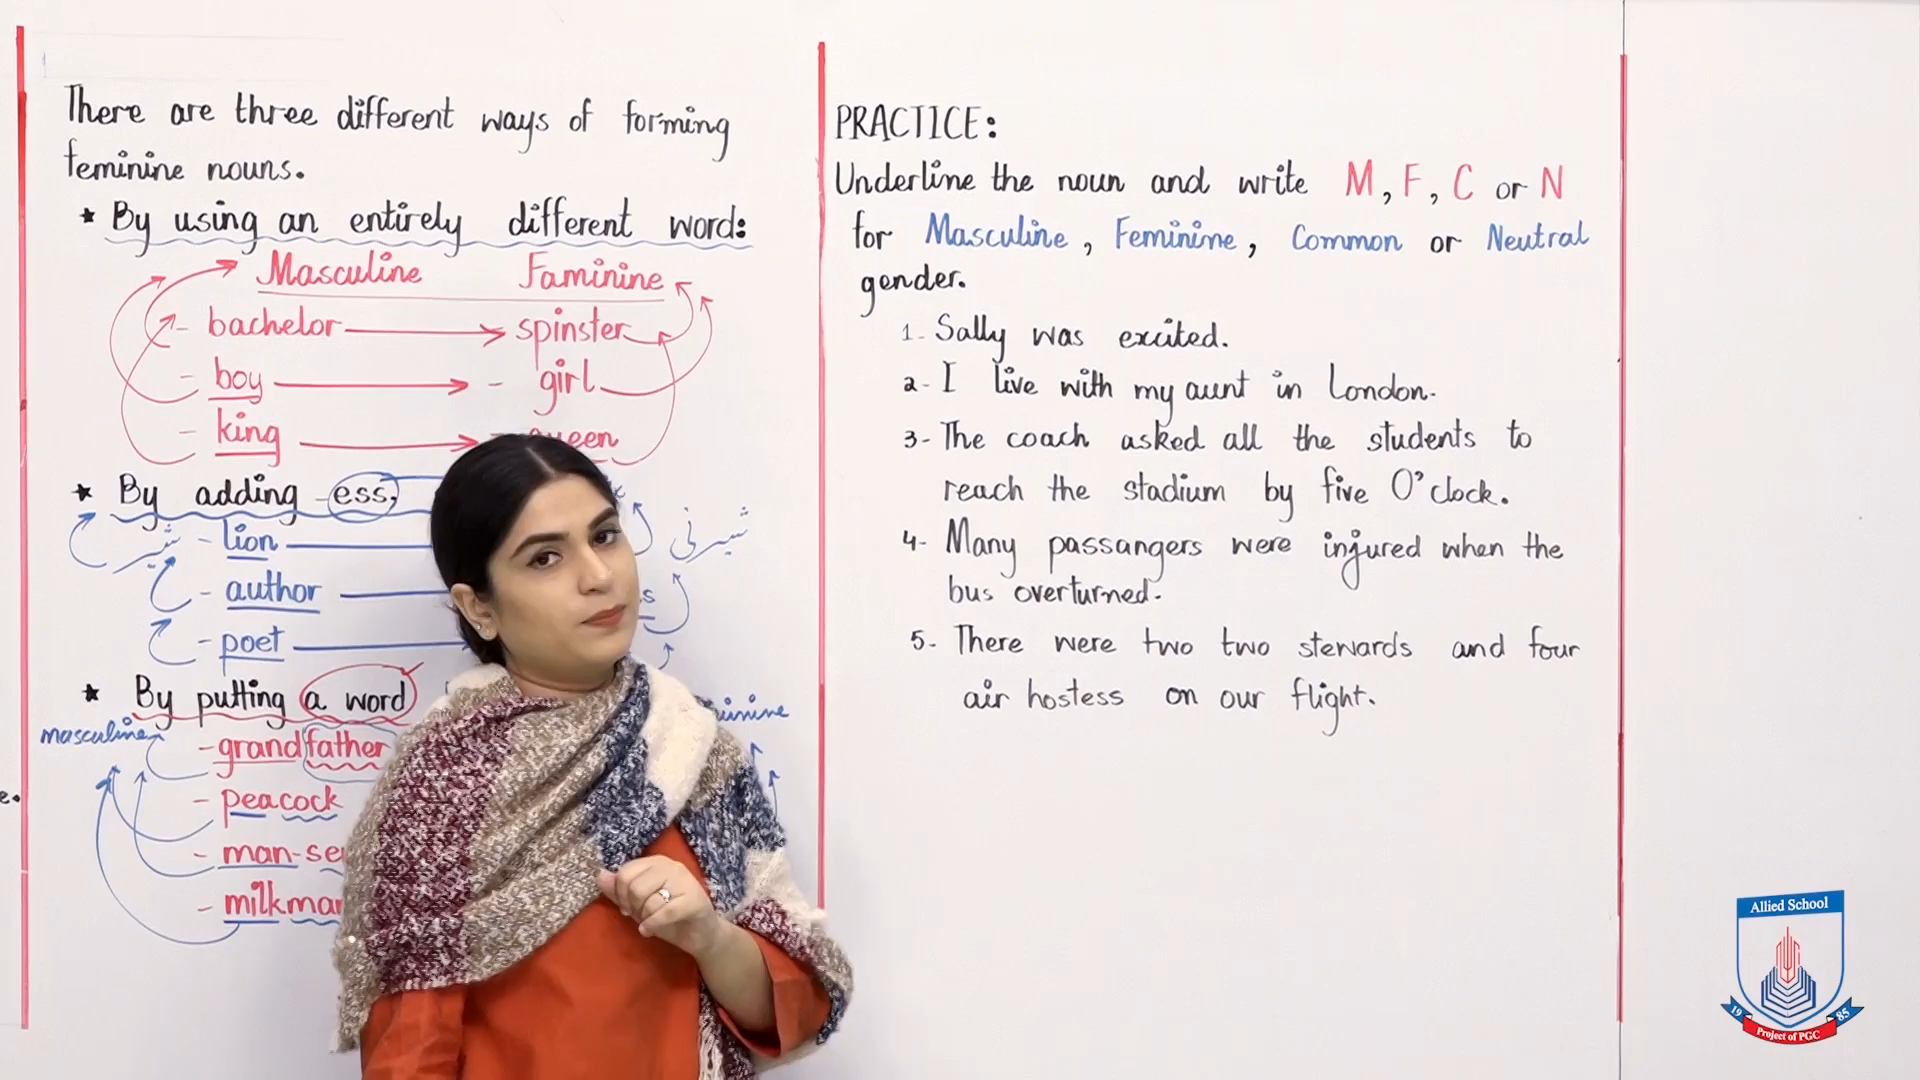 There are three different ways of forming
feminine nouns.
★ By using an entirely different word:
Masculine Faminine
- bachelor - spinster
- boy - girl
- king - queen
★ By adding -ess,
شیر - lion شیرنی
- author
- poet
★ By putting a word
masculine
- grandfather
- peacock
- man-
- milkman
PRACTICE:
Underline the noun and write M, F, C or N
for Masculine, Feminine, Common or Neutral
gender.
1- Sally was excited.
2- I live with my aunt in London.
3- The coach asked all the students to
reach the stadium by five O'clock.
4- Many passangers were injured when the
bus overturned.
5- There were two two stewards and four
air hostess on our flight.
Allied School
19 85
Project of PGC